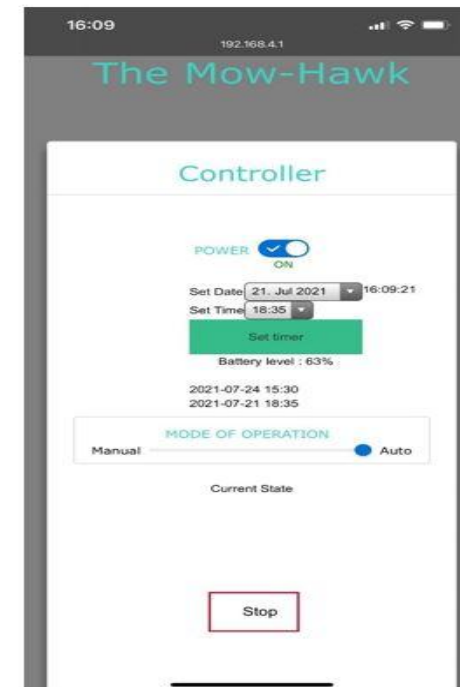 16:09
192.168.4.1
The Mow-Hawk
Controller
POWER
ON
Set Date 21. Jul 2021 16:09:21
Set Time 18:35
Set timer
Battery level : 63%
2021-07-24 15:30
2021-07-21 18:35
MODE OF OPERATION
Manual Auto
Current State
Stop